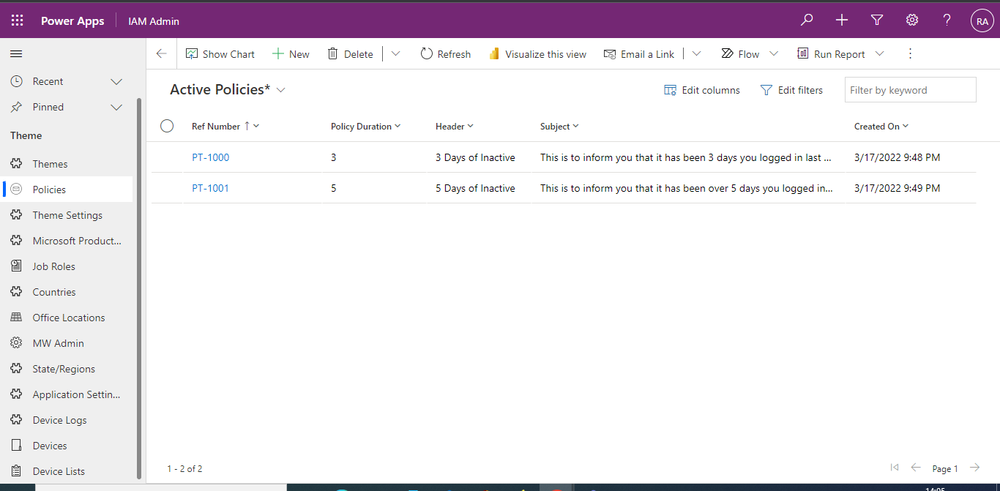 Power Apps IAM Admin RA
Show Chart New Delete Refresh Visualize this view Email a Link Flow Run Report
Recent
Pinned
Theme
Themes
Policies
Theme Settings
Microsoft Product...
Job Roles
Countries
Office Locations
MW Admin
State/Regions
Application Settin...
Device Logs
Devices
Device Lists
Active Policies* Edit columns Edit filters Filter by keyword
Ref Number Policy Duration Header Subject Created On
PT-1000 3 3 Days of Inactive This is to inform you that it has been 3 days you logged in last ... 3/17/2022 9:48 PM
PT-1001 5 5 Days of Inactive This is to inform you that it has been over 5 days you logged in... 3/17/2022 9:49 PM
1 - 2 of 2 Page 1